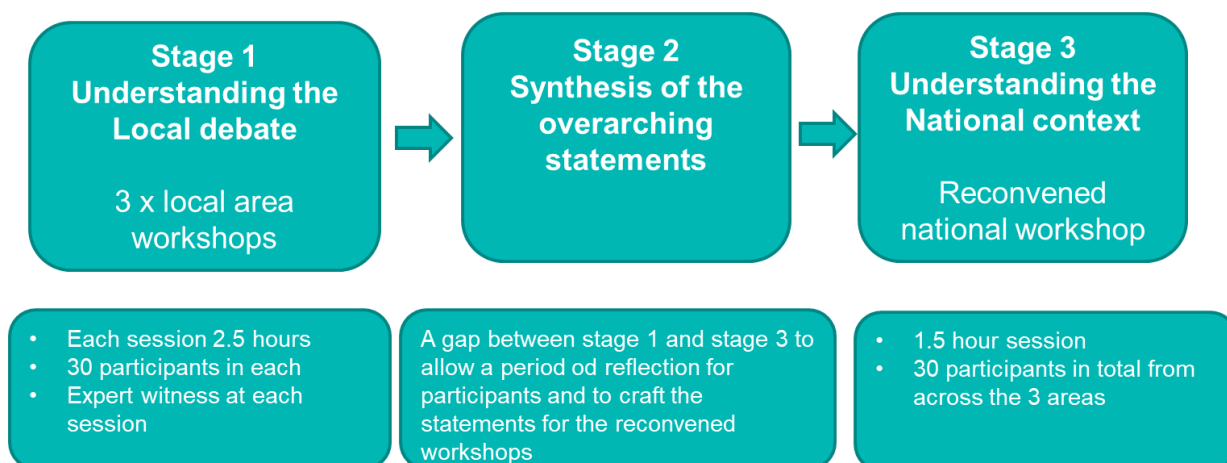 Stage 1
Understanding the
Local debate
3 x local area
workshops
Stage 2
Synthesis of the
overarching
statements
Stage 3
Understanding the
National context
Reconvened
national workshop
• Each session 2.5 hours
• 30 participants in each
• Expert witness at each
session
A gap between stage 1 and stage 3 to
allow a period od reflection for
participants and to craft the
statements for the reconvened
workshops
• 1.5 hour session
• 30 participants in total from
across the 3 areas